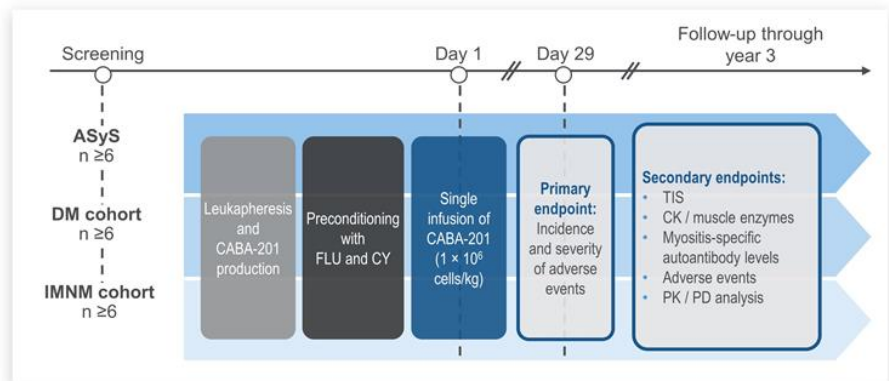 Screening
Day 1
Day 29
Follow-up through
year 3
ASyS
n ≥6
DM cohort
n ≥6
IMNM cohort
n ≥6
Leukapheresis
and
CABA-201
production
Preconditioning
with
FLU and CY
Single
infusion of
CABA-201
(1 × 10⁶
cells/kg)
Primary
endpoint:
Incidence
and severity
of adverse
events
Secondary endpoints:
• TIS
• CK / muscle enzymes
• Myositis-specific
autoantibody levels
• Adverse events
• PK / PD analysis